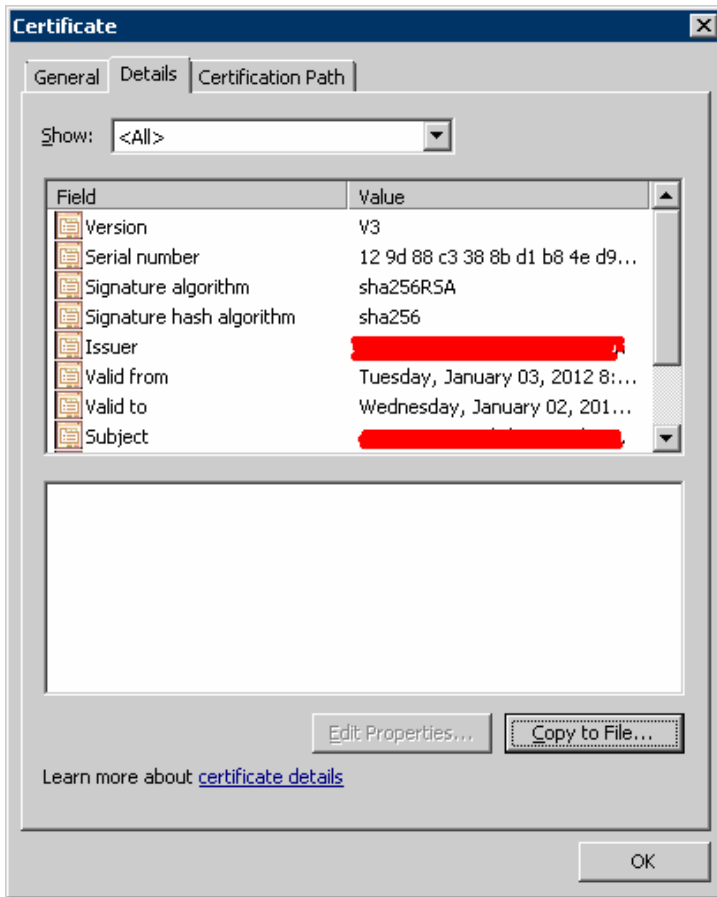 Certificate
General Details Certification Path
Show: <All>
Field Value
Version V3
Serial number 12 9d 88 c3 38 8b d1 b8 4e d9...
Signature algorithm sha256RSA
Signature hash algorithm sha256
Issuer
Valid from Tuesday, January 03, 2012 8:...
Valid to Wednesday, January 02, 201...
Subject
Edit Properties... Copy to File...
Learn more about certificate details
OK